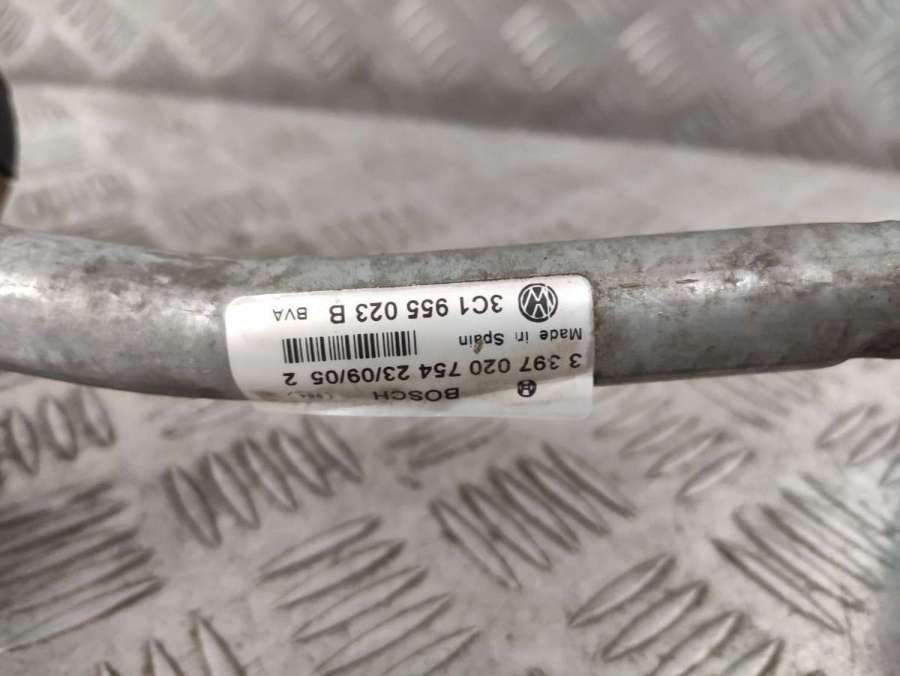 BOSCH
3 397 020 754 23/09/05 2
Made in Spain
3C1 955 023 B BVA